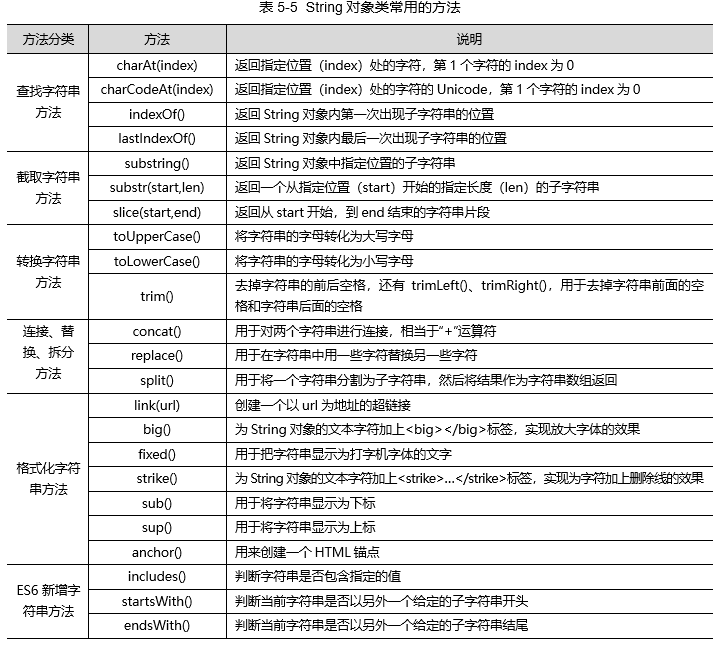 表 5-5 String 对象类常用的方法
方法分类 方法 说明
查找字符串
方法
charAt(index) 返回指定位置（index）处的字符，第 1 个字符的 index 为 0
charCodeAt(index) 返回指定位置（index）处的字符的 Unicode，第 1 个字符的 index 为 0
indexOf() 返回 String 对象内第一次出现子字符串的位置
lastIndexOf() 返回 String 对象内最后一次出现子字符串的位置
截取字符串
方法
substring() 返回 String 对象中指定位置的子字符串
substr(start,len) 返回一个从指定位置（start）开始的指定长度（len）的子字符串
slice(start,end) 返回从 start 开始，到 end 结束的字符串片段
转换字符串
方法
toUpperCase() 将字符串的字母转化为大写字母
toLowerCase() 将字符串的字母转化为小写字母
trim() 去掉字符串的前后空格，还有 trimLeft()、trimRight()，用于去掉字符串前面的空
格和字符串后面的空格
连接、替
换、拆分
方法
concat() 用于对两个字符串进行连接，相当于“+”运算符
replace() 用于在字符串中用一些字符替换另一些字符
split() 用于将一个字符串分割为子字符串，然后将结果作为字符串数组返回
格式化字符
串方法
link(url) 创建一个以 url 为地址的超链接
big() 为 String 对象的文本字符加上<big></big>标签，实现放大字体的效果
fixed() 用于把字符串显示为打字机字体的文字
strike() 为 String 对象的文本字符加上<strike>…</strike>标签，实现为字符加上删除线的效果
sub() 用于将字符串显示为下标
sup() 用于将字符串显示为上标
anchor() 用来创建一个 HTML 锚点
ES6 新增字
符串方法
includes() 判断字符串是否包含指定的值
startsWith() 判断当前字符串是否以另外一个给定的子字符串开头
endsWith() 判断当前字符串是否以另外一个给定的子字符串结尾